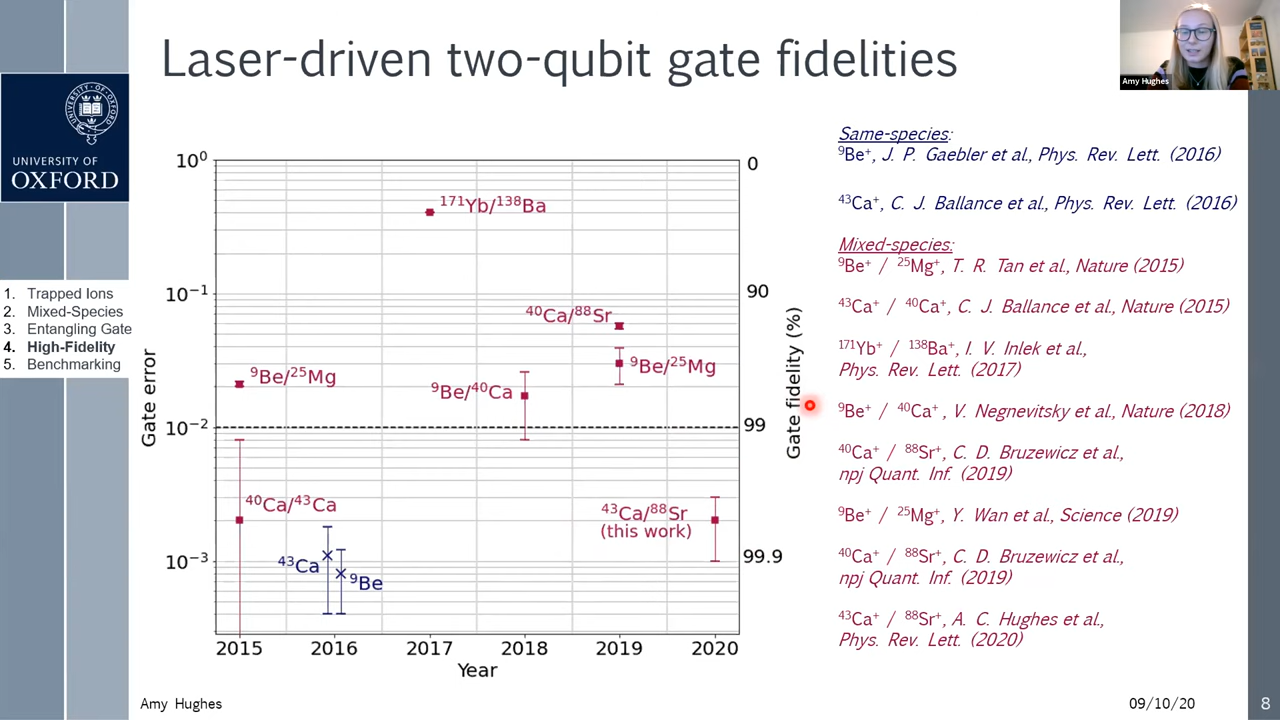 Laser-driven two-qubit gate fidelities
Amy Hughes
UNIVERSITY OF
OXFORD
1. Trapped Ions
2. Mixed-Species
3. Entangling Gate
4. High-Fidelity
5. Benchmarking
Gate error
10⁰
10⁻¹
10⁻²
10⁻³
¹⁷¹Yb/¹³⁸Ba
⁴⁰Ca/⁸⁸Sr
⁹Be/²⁵Mg
⁹Be/²⁵Mg
⁹Be/⁴⁰Ca
⁴⁰Ca/⁴³Ca
⁴³Ca/⁸⁸Sr
(this work)
⁴³Ca
⁹Be
0
90
99
99.9
Gate fidelity (%)
2015 2016 2017 2018 2019 2020
Year
Same-species:
⁹Be⁺, J. P. Gaebler et al., Phys. Rev. Lett. (2016)
⁴³Ca⁺, C. J. Ballance et al., Phys. Rev. Lett. (2016)
Mixed-species:
⁹Be⁺ / ²⁵Mg⁺, T. R. Tan et al., Nature (2015)
⁴³Ca⁺ / ⁴⁰Ca⁺, C. J. Ballance et al., Nature (2015)
¹⁷¹Yb⁺ / ¹³⁸Ba⁺, I. V. Inlek et al.,
Phys. Rev. Lett. (2017)
⁹Be⁺ / ⁴⁰Ca⁺, V. Negnevitsky et al., Nature (2018)
⁴⁰Ca⁺ / ⁸⁸Sr⁺, C. D. Bruzewicz et al.,
npj Quant. Inf. (2019)
⁹Be⁺ / ²⁵Mg⁺, Y. Wan et al., Science (2019)
⁴⁰Ca⁺ / ⁸⁸Sr⁺, C. D. Bruzewicz et al.,
npj Quant. Inf. (2019)
⁴³Ca⁺ / ⁸⁸Sr⁺, A. C. Hughes et al.,
Phys. Rev. Lett. (2020)
Amy Hughes
09/10/20
8